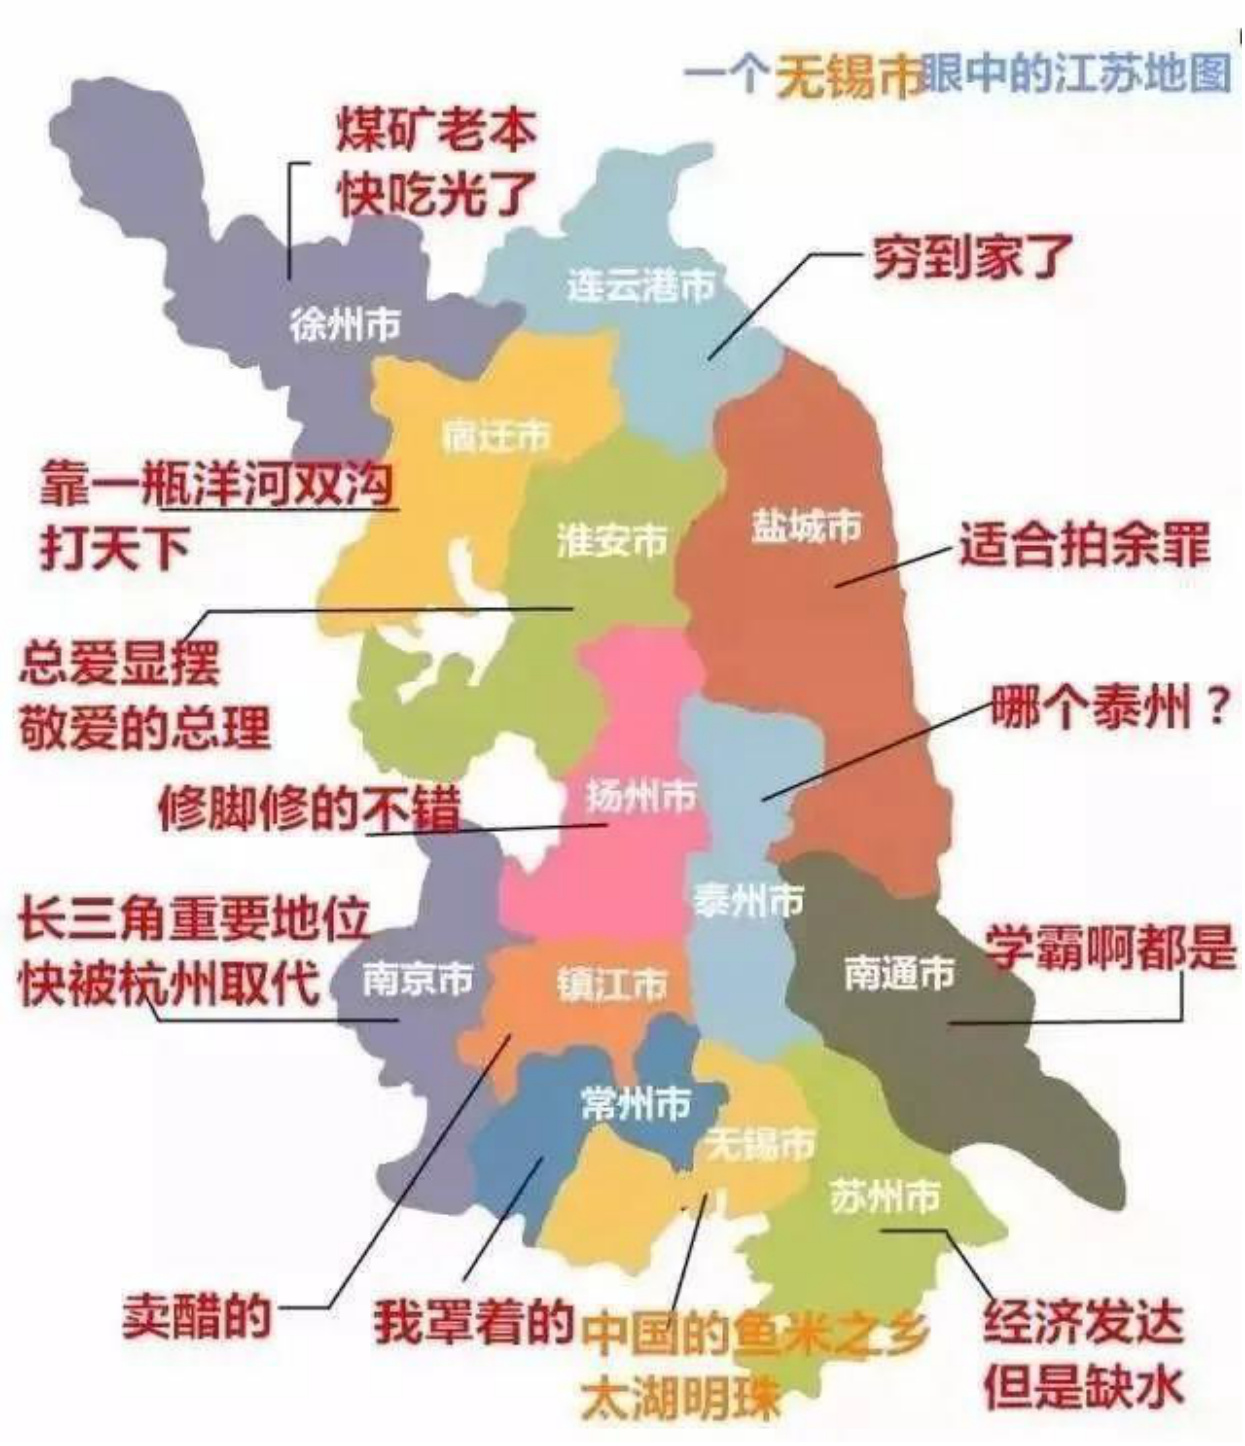 一个无锡市眼中的江苏地图
煤矿老本
快吃光了
穷到家了
连云港市
徐州市
宿迁市
靠一瓶洋河双沟
打天下
淮安市
盐城市
适合拍余罪
总爱显摆
敬爱的总理
哪个泰州？
修脚修的不错
扬州市
泰州市
长三角重要地位
快被杭州取代
南京市
镇江市
南通市
学霸啊都是
常州市
无锡市
苏州市
卖醋的
我罩着的
中国的鱼米之乡
太湖明珠
经济发达
但是缺水